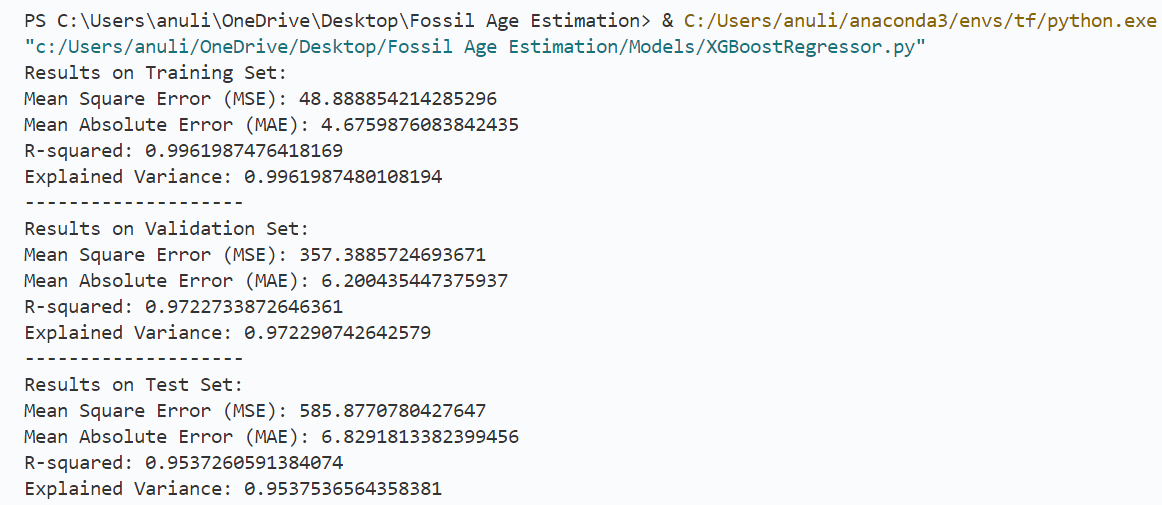 PS C:\Users\anuli\OneDrive\Desktop\Fossil Age Estimation> & C:/Users/anuli/anaconda3/envs/tf/python.exe
"c:/Users/anuli/OneDrive/Desktop/Fossil Age Estimation/Models/XGBoostRegressor.py"
Results on Training Set:
Mean Square Error (MSE): 48.888854214285296
Mean Absolute Error (MAE): 4.6759876083842435
R-squared: 0.9961987476418169
Explained Variance: 0.9961987480108194
--------------------
Results on Validation Set:
Mean Square Error (MSE): 357.3885724693671
Mean Absolute Error (MAE): 6.200435447375937
R-squared: 0.9722733872646361
Explained Variance: 0.972290742642579
--------------------
Results on Test Set:
Mean Square Error (MSE): 585.8770780427647
Mean Absolute Error (MAE): 6.8291813382399456
R-squared: 0.9537260591384074
Explained Variance: 0.9537536564358381